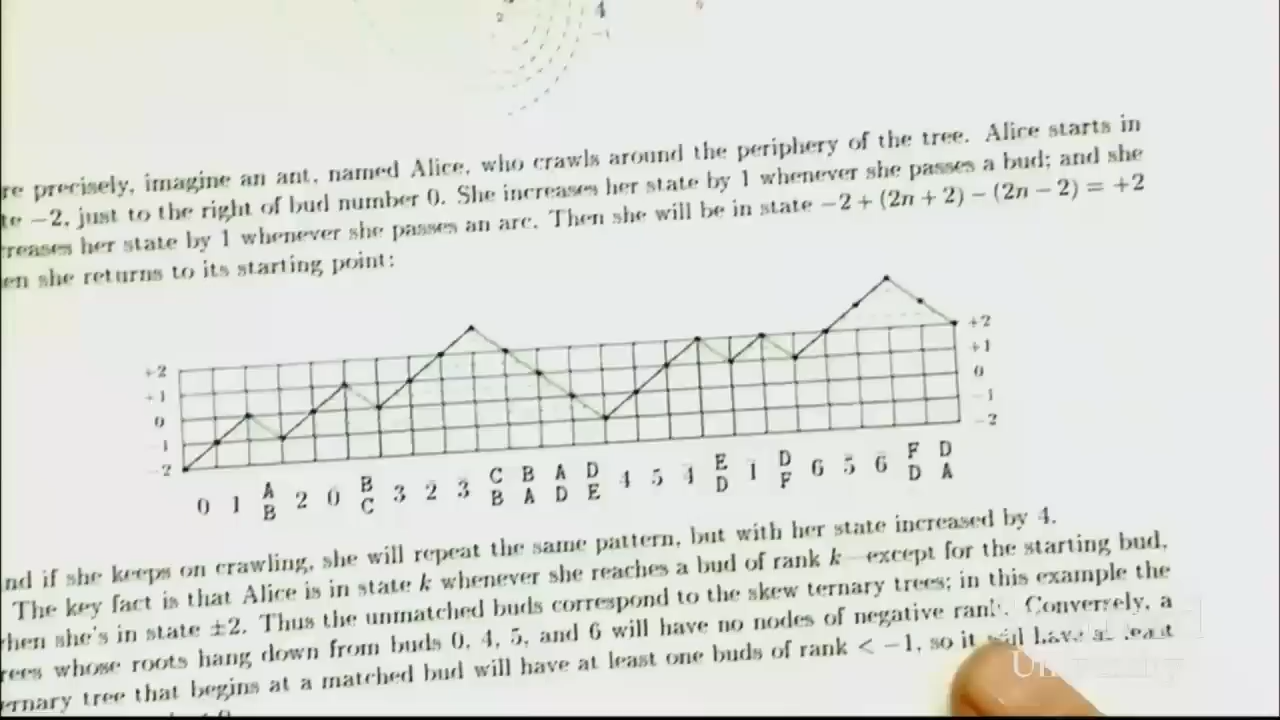 2 4
-1
re precisely, imagine an ant, named Alice, who crawls around the periphery of the tree. Alice starts in
te −2, just to the right of bud number 0. She increases her state by 1 whenever she passes a bud; and she
creases her state by 1 whenever she passes an arc. Then she will be in state −2 + (2n + 2) − (2n − 2) = +2
en she returns to its starting point:
+2 +2
+1 +1
0 0
-1 -1
-2 -2
0 1 A B 2 0 B C 3 2 3 C B B A A D D E 4 5 4 E D 1 D F 6 5 6 F D D A
nd if she keeps on crawling, she will repeat the same pattern, but with her state increased by 4.
The key fact is that Alice is in state k whenever she reaches a bud of rank k—except for the starting bud,
hen she's in state ±2. Thus the unmatched buds correspond to the skew ternary trees; in this example the
rees whose roots hang down from buds 0, 4, 5, and 6 will have no nodes of negative rank. Conversely, a
ernary tree that begins at a matched bud will have at least one buds of rank < −1, so it will have at least
University